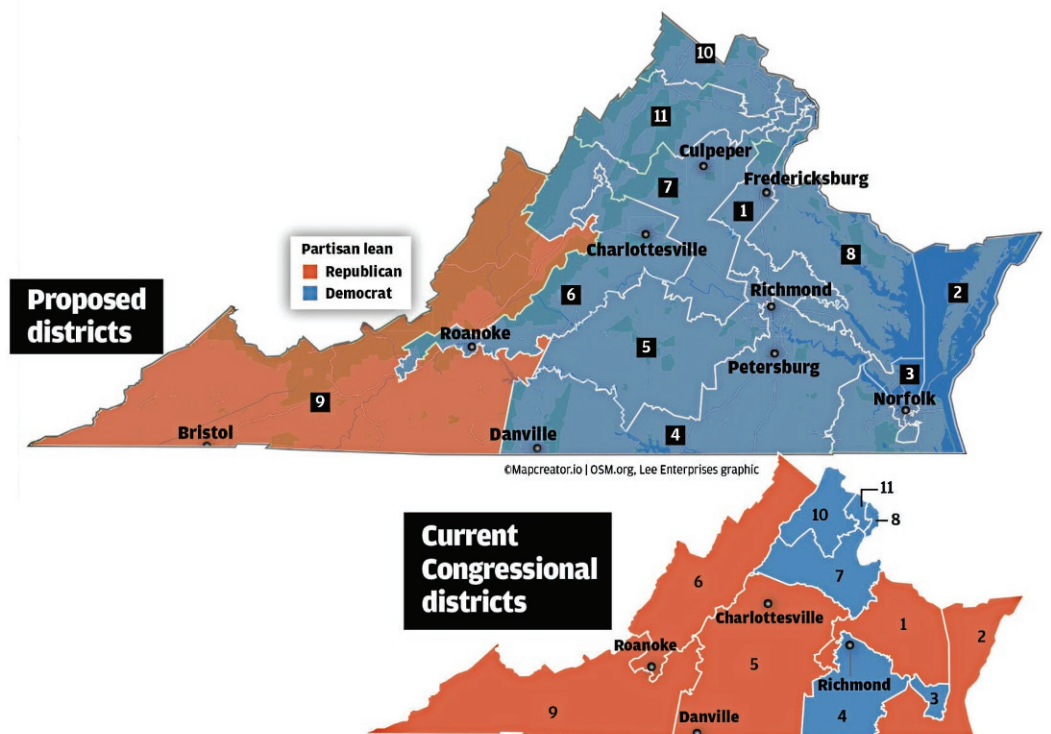 10
11
Culpeper
7
Fredericksburg
1
Partisan lean
Republican
Democrat
Charlottesville
8
2
Proposed
districts
6
Richmond
Roanoke
5
Petersburg
3
9
Norfolk
Bristol
Danville
4
©Mapcreator.io | OSM.org, Lee Enterprises graphic
Current
Congressional
districts
11
10
8
7
6
Charlottesville
1
2
Roanoke
5
Richmond
3
9
Danville
4